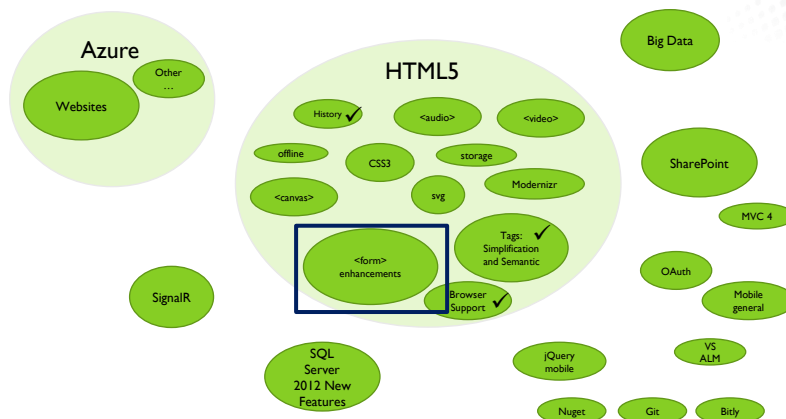 Azure
Other
…
Websites
HTML5
History
<audio>
<video>
offline
CSS3
storage
<canvas>
svg
Modernizr
<form>
enhancements
Tags:
Simplification
and Semantic
Browser
Support
Big Data
SharePoint
MVC 4
OAuth
Mobile
general
SignalR
SQL
Server
2012 New
Features
jQuery
mobile
VS
ALM
Nuget
Git
Bitly